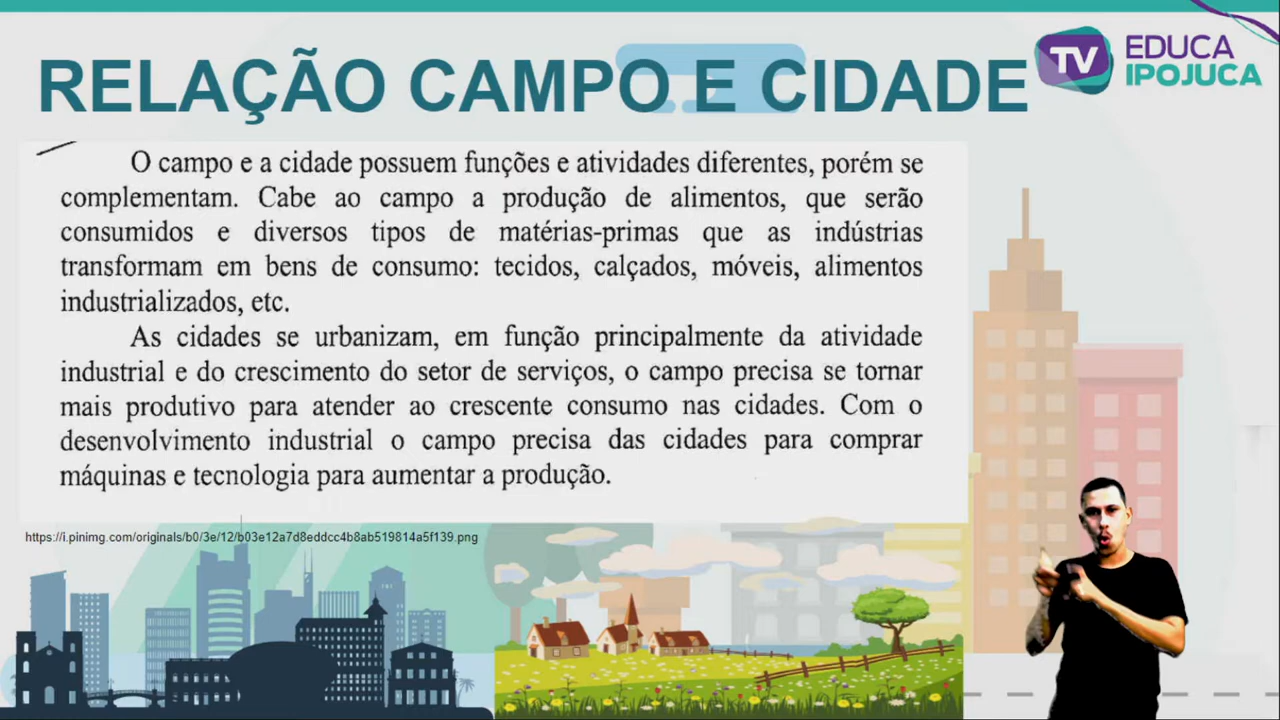 RELAÇÃO CAMPO E CIDADE
TV EDUCA
IPOJUCA
O campo e a cidade possuem funções e atividades diferentes, porém se
complementam. Cabe ao campo a produção de alimentos, que serão
consumidos e diversos tipos de matérias-primas que as indústrias
transformam em bens de consumo: tecidos, calçados, móveis, alimentos
industrializados, etc.
As cidades se urbanizam, em função principalmente da atividade
industrial e do crescimento do setor de serviços, o campo precisa se tornar
mais produtivo para atender ao crescente consumo nas cidades. Com o
desenvolvimento industrial o campo precisa das cidades para comprar
máquinas e tecnologia para aumentar a produção.
https://i.pinimg.com/originals/b0/3e/12/b03e12a7d8eddcc4b8ab519814a5f139.png